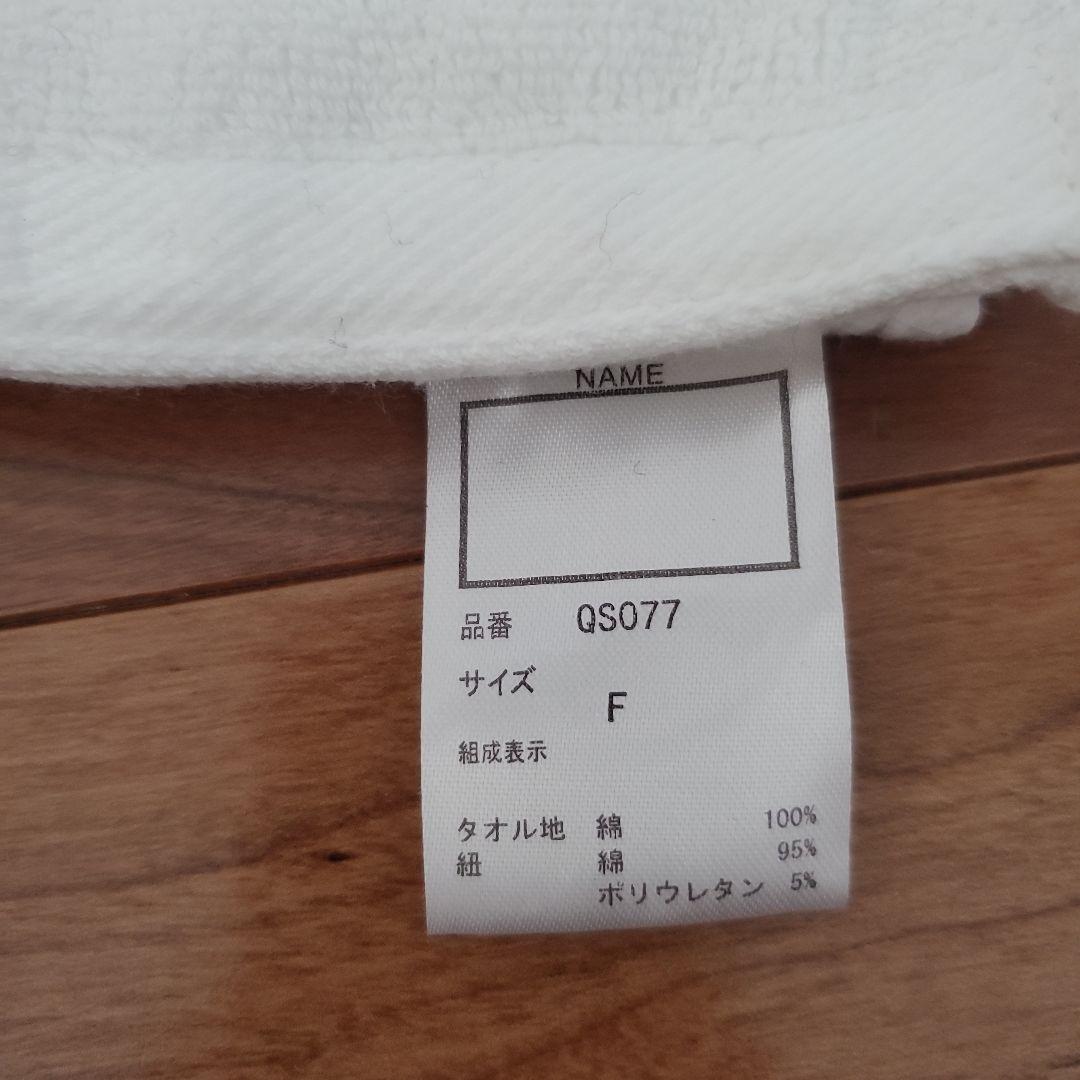 NAME
品番 QS077
サイズ
F
組成表示
タオル地 綿 100%
紐 綿 95%
ポリウレタン 5%